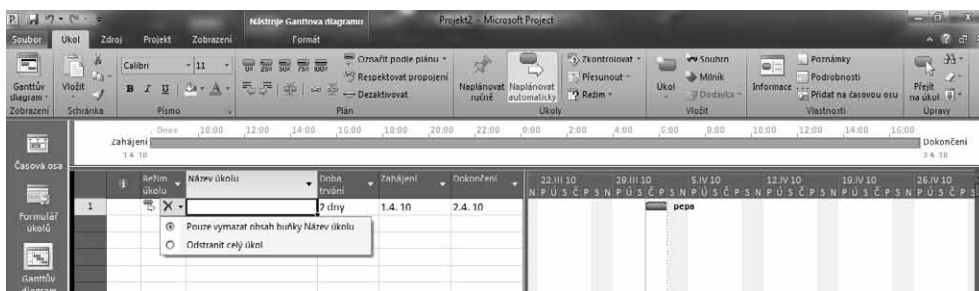 Nástroje Ganttova diagramu
Projekt2 - Microsoft Project
Soubor Úkol Zdroj Projekt Zobrazení Formát
Ganttův diagram
Zobrazení
Vložit
Schránka
Calibri 11
B I U
Písmo
0x 25x 50x 75x 100x
Označit podle plánu
Respektovat propojení
Dezaktivovat
Plán
Naplánovat ručně
Naplánovat automaticky
Zkontrolovat
Přesunout
Režim
Úkoly
Úkol
Souhrn
Milník
Dodávka
Vložit
Informace
Poznámky
Podrobnosti
Přidat na časovou osu
Vlastnosti
Přejít na úkol
Úpravy
Časová osa
Dnes 10:00 12:00 14:00 16:00 18:00 20:00 22:00 0:00 2:00 4:00 6:00 8:00 10:00 12:00 14:00 16:00
Zahájení
1.4. 10
Dokončení
2.4. 10
Formulář úkolů
Ganttův diagram
Režim úkolu Název úkolu Doba trvání Zahájení Dokončení
22.III 10 29.III 10 5.IV 10 12.IV 10 19.IV 10 26.IV 10
N P Ú S Č P S N P Ú S Č P S N P Ú S Č P S N P Ú S Č P S N P Ú S Č P S N P Ú S Č P
1 2 dny 1.4. 10 2.4. 10
pepa
Pouze vymazat obsah buňky Název úkolu
Odstranit celý úkol